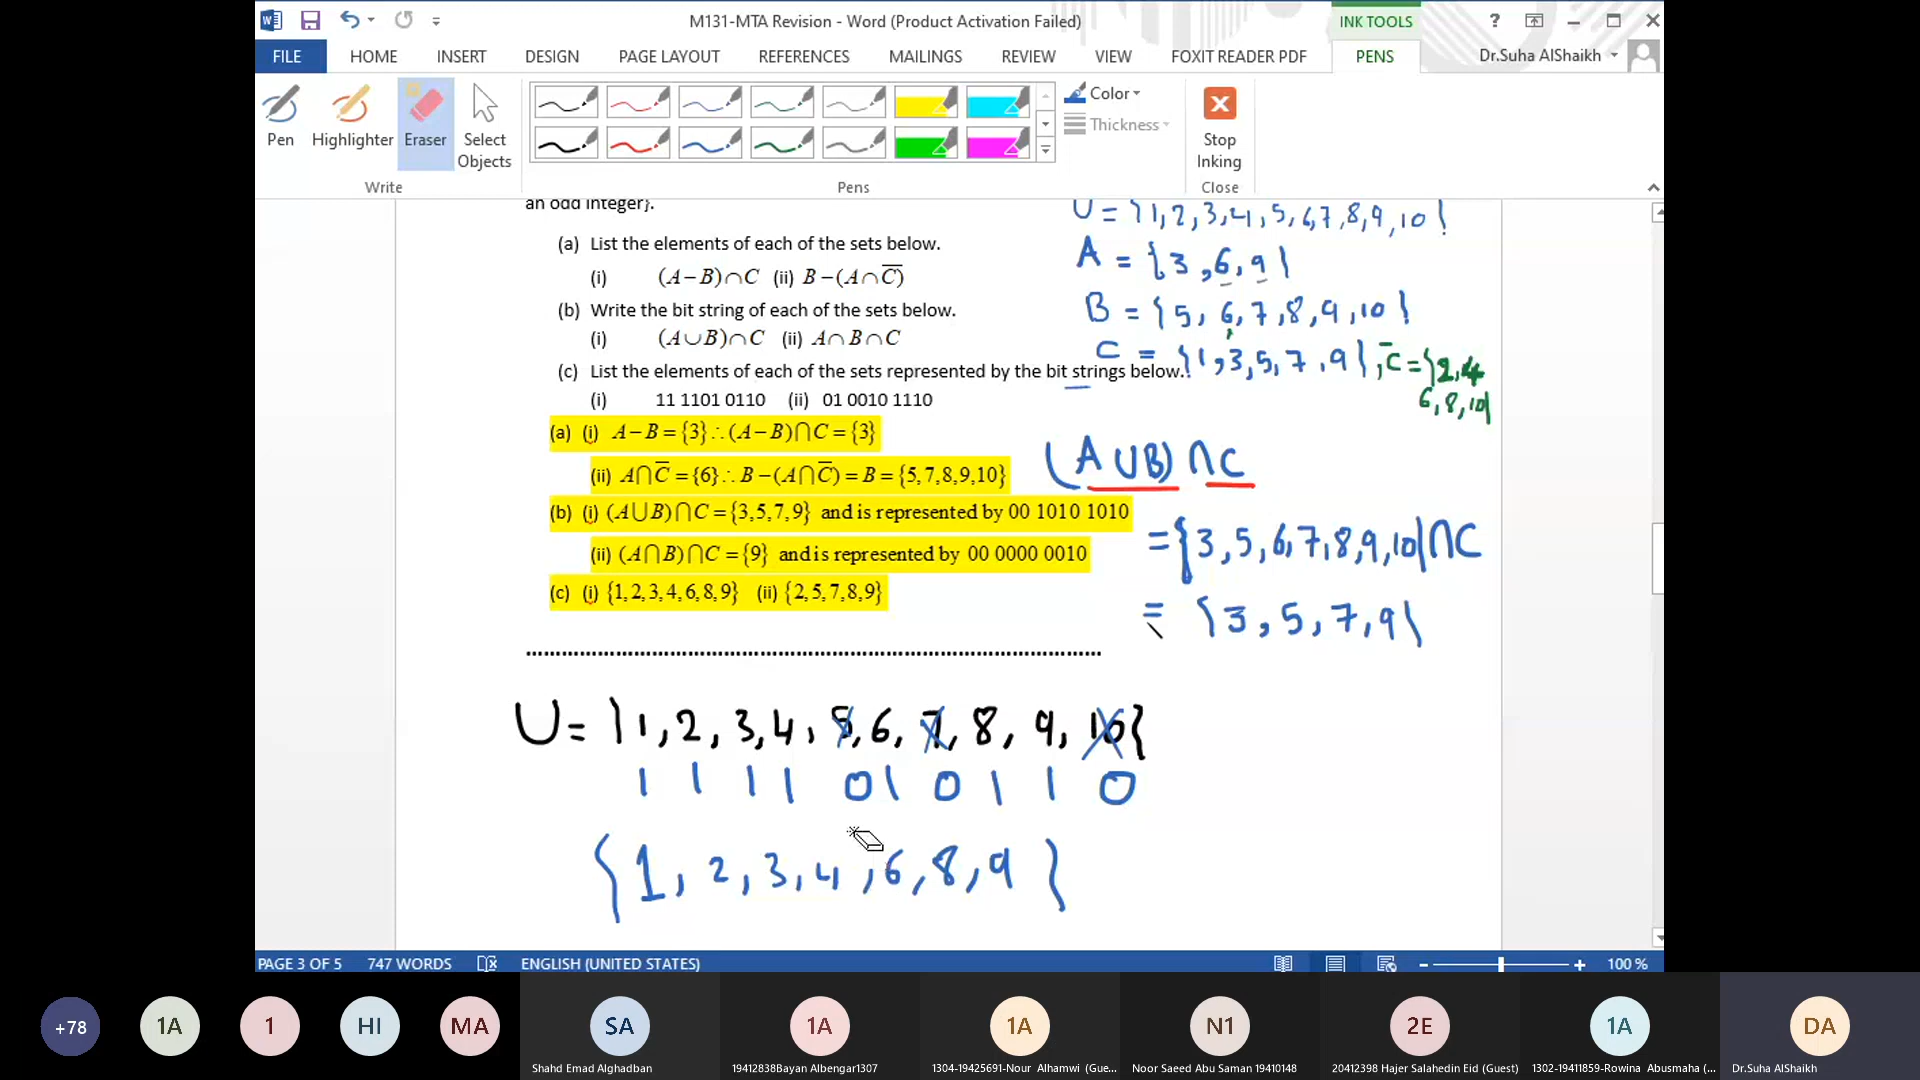 M131-MTA Revision - Word (Product Activation Failed)
INK TOOLS
?
FILE HOME INSERT DESIGN PAGE LAYOUT REFERENCES MAILINGS REVIEW VIEW FOXIT READER PDF PENS Dr.Suha AlShaikh
Pen Highlighter Eraser Select Objects
Color
Thickness
Stop Inking
Write Pens Close
an odd integer}.
(a) List the elements of each of the sets below.
(i) (A−B)∩C (ii) B−(A∩C̅)
(b) Write the bit string of each of the sets below.
(i) (A∪B)∩C (ii) A∩B∩C
(c) List the elements of each of the sets represented by the bit strings below.
(i) 11 1101 0110 (ii) 01 0010 1110
(a) (i) A−B={3}∴(A−B)⋂C={3}
(ii) A⋂C̅={6}∴B−(A⋂C̅)=B={5,7,8,9,10}
(b) (i) (A⋃B)⋂C={3,5,7,9} and is represented by 00 1010 1010
(ii) (A⋂B)⋂C={9} and is represented by 00 0000 0010
(c) (i) {1,2,3,4,6,8,9} (ii) {2,5,7,8,9}
U = {1,2,3,4,5,6,7,8,9,10}
A = {3,6,9}
B = {5,6,7,8,9,10}
C = {1,3,5,7,9}, C̅ = {2,4
6,8,10}
(A∪B)∩C
= {3,5,6,7,8,9,10}∩C
= {3,5,7,9}
U = {1,2,3,4,5,6,7,8,9,10}
1 1 1 1 0 1 0 1 1 0
{1,2,3,4,6,8,9}
PAGE 3 OF 5 747 WORDS ENGLISH (UNITED STATES) 100 %
+78 1A 1 HI MA SA 1A 1A N1 2E 1A DA
Shahd Emad Alghadban 19412838Bayan Albengar1307 1304-19425691-Nour Alhamwi (Gue... Noor Saeed Abu Saman 19410148 20412398 Hajer Salahedin Eid (Guest) 1302-19411859-Rowina Abusmaha (... Dr.Suha AlShaikh